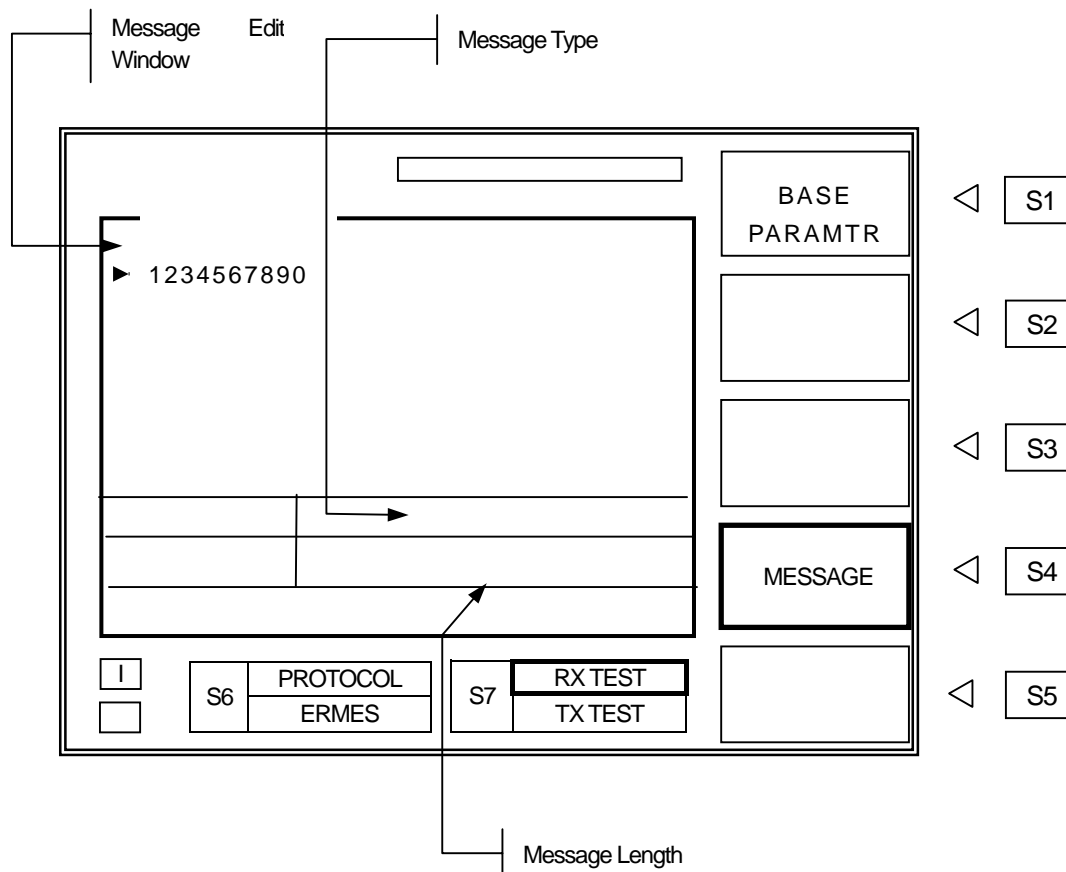 Message Edit
Window
Message Type
BASE
PARAMTR
S1
1234567890
S2
S3
MESSAGE
S4
I
S6
PROTOCOL
ERMES
S7
RX TEST
TX TEST
S5
Message Length